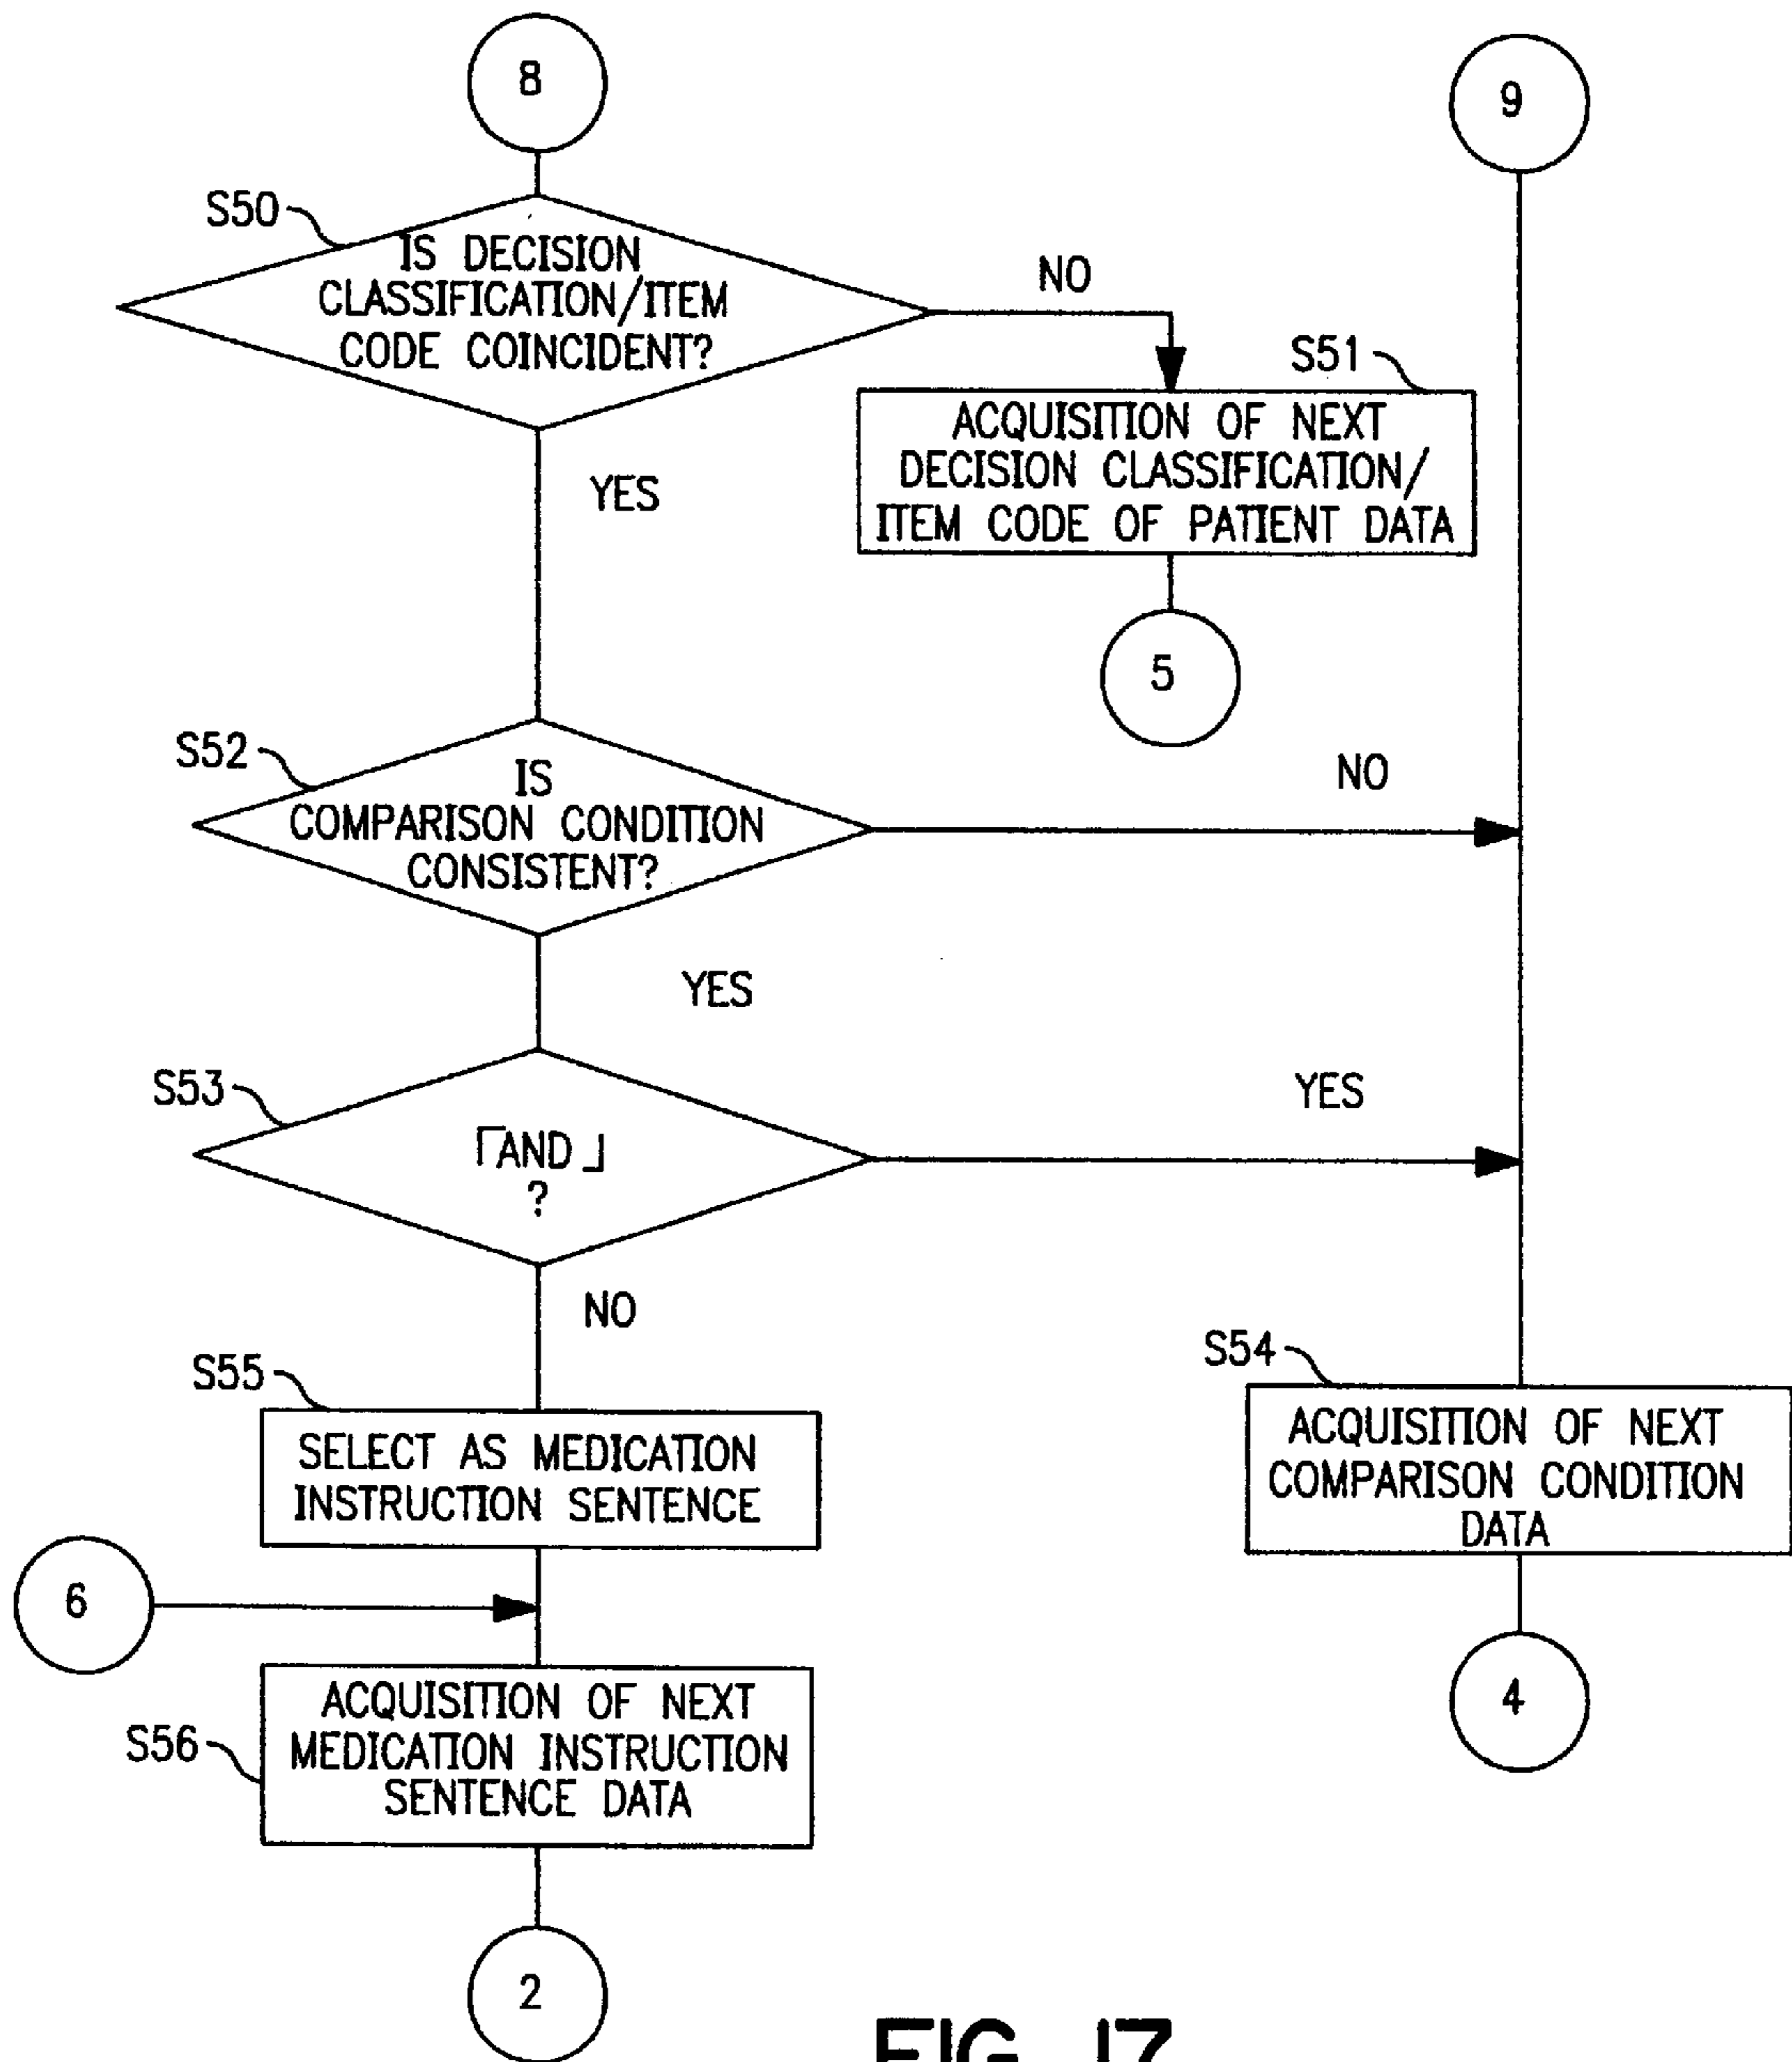 8
9
S50
IS DECISION
CLASSIFICATION/ITEM
CODE COINCIDENT?
NO
S51
ACQUISITION OF NEXT
DECISION CLASSIFICATION/
ITEM CODE OF PATIENT DATA
YES
5
S52
IS
COMPARISON CONDITION
CONSISTENT?
NO
YES
S53
「AND」
?
YES
NO
S55
SELECT AS MEDICATION
INSTRUCTION SENTENCE
S54
ACQUISITION OF NEXT
COMPARISON CONDITION
DATA
6
4
S56
ACQUISITION OF NEXT
MEDICATION INSTRUCTION
SENTENCE DATA
2
FIG. 17